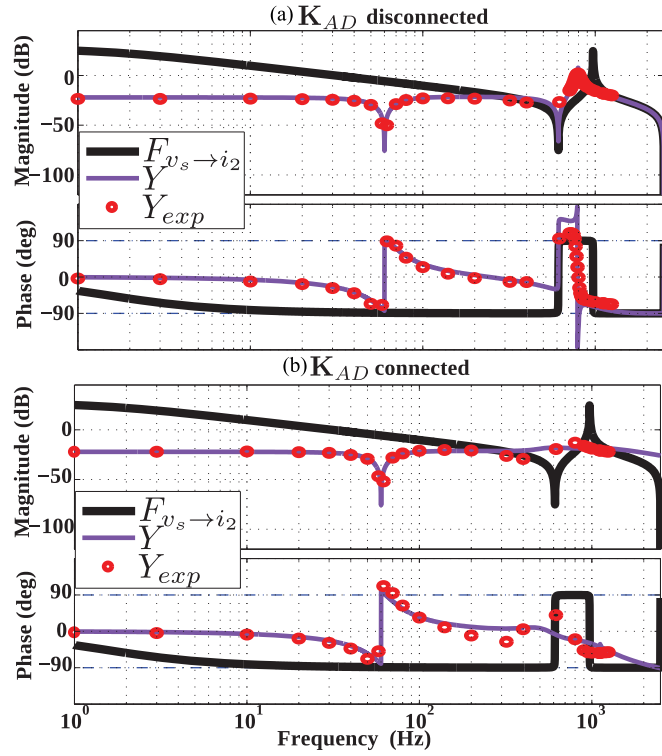 (a) K_AD disconnected
Magnitude (dB)
0
−50
−100
F_{v_s→i_2}
Y
Y_exp
Phase (deg)
90
0
−90
(b) K_AD connected
Magnitude (dB)
0
−50
−100
F_{v_s→i_2}
Y
Y_exp
Phase (deg)
90
0
−90
10^0 10^1 10^2 10^3
Frequency (Hz)